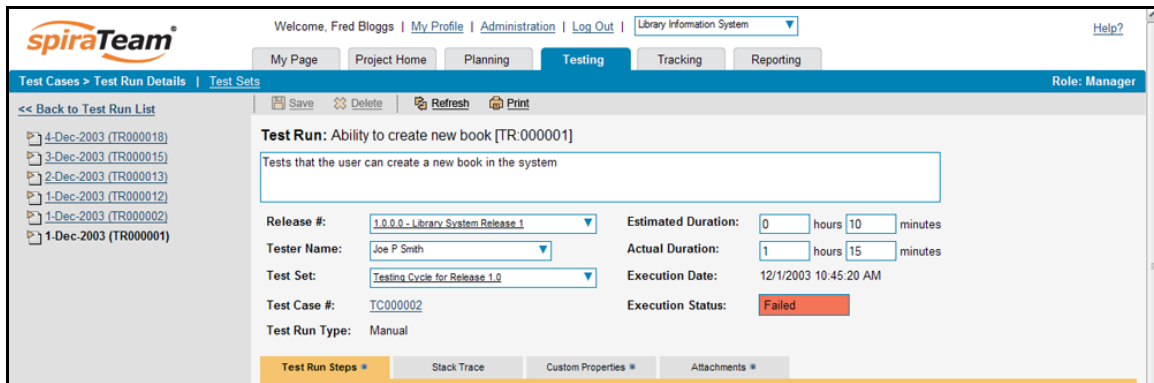 spiraTeam®
Welcome, Fred Bloggs | My Profile | Administration | Log Out | Library Information System
Help?
My Page Project Home Planning Testing Tracking Reporting
Test Cases > Test Run Details | Test Sets
Role: Manager
<< Back to Test Run List
4-Dec-2003 (TR000018)
3-Dec-2003 (TR000015)
2-Dec-2003 (TR000013)
1-Dec-2003 (TR000012)
1-Dec-2003 (TR000002)
1-Dec-2003 (TR000001)
Save Delete Refresh Print
Test Run: Ability to create new book [TR:000001]
Tests that the user can create a new book in the system
Release #: 1.0.0.0 - Library System Release 1
Estimated Duration: 0 hours 10 minutes
Tester Name: Joe P Smith
Actual Duration: 1 hours 15 minutes
Test Set: Testing Cycle for Release 1.0
Execution Date: 12/1/2003 10:45:20 AM
Test Case #: TC000002
Execution Status: Failed
Test Run Type: Manual
Test Run Steps Stack Trace Custom Properties Attachments